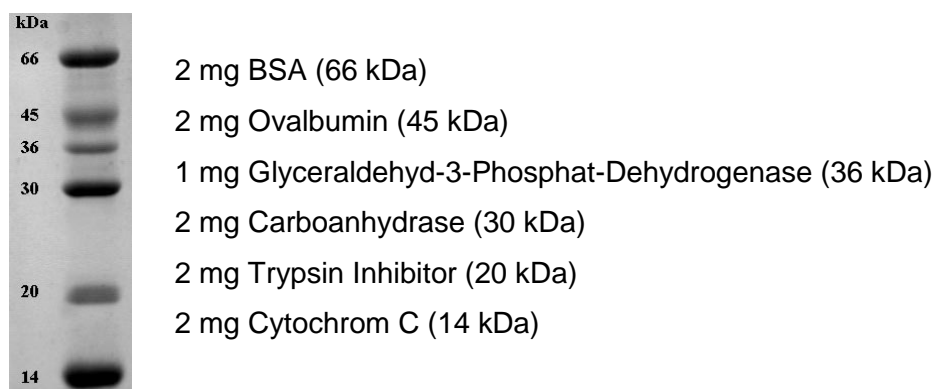 kDa
66
2 mg BSA (66 kDa)
45
2 mg Ovalbumin (45 kDa)
36
1 mg Glyceraldehyd-3-Phosphat-Dehydrogenase (36 kDa)
30
2 mg Carboanhydrase (30 kDa)
20
2 mg Trypsin Inhibitor (20 kDa)
14
2 mg Cytochrom C (14 kDa)